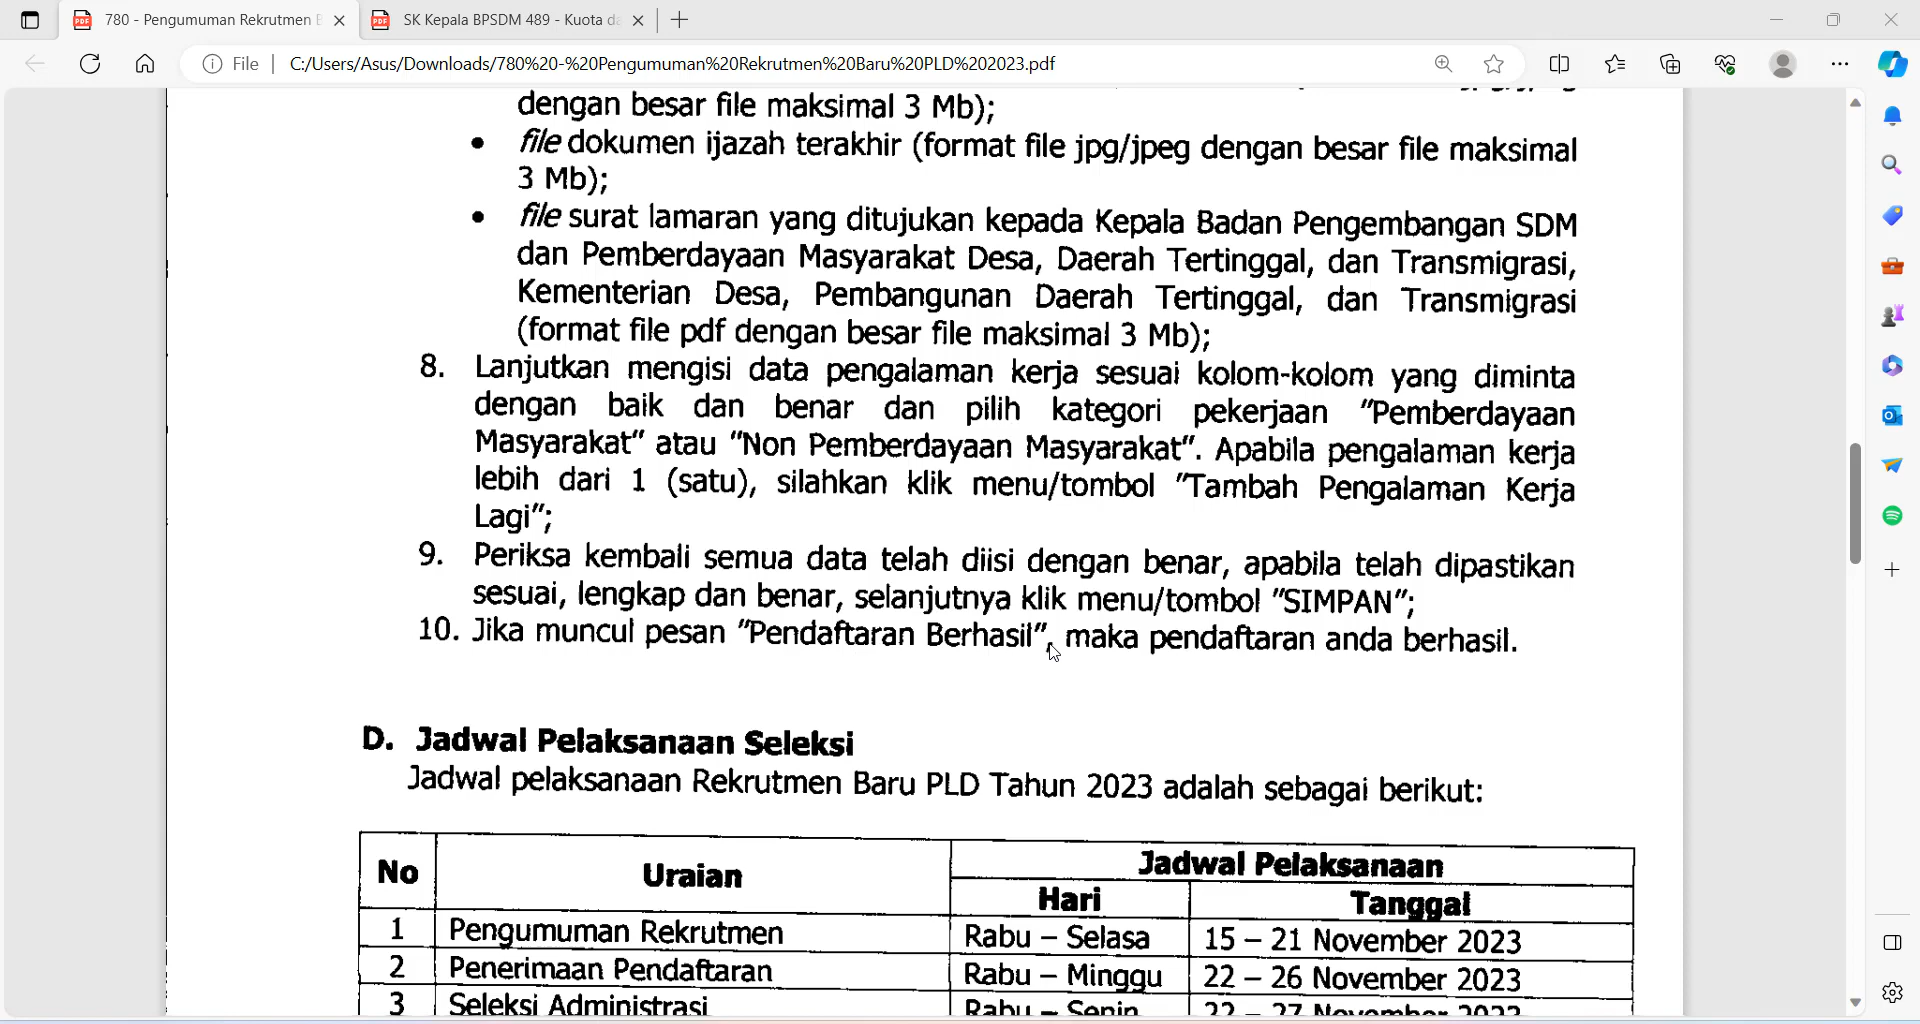 780 - Pengumuman Rekrutmen
SK Kepala BPSDM 489 - Kuota
File
C:/Users/Asus/Downloads/780%20-%20Pengumuman%20Rekrutmen%20Baru%20PLD%202023.pdf
dengan besar file maksimal 3 Mb);
• file dokumen ijazah terakhir (format file jpg/jpeg dengan besar file maksimal
3 Mb);
• file surat lamaran yang ditujukan kepada Kepala Badan Pengembangan SDM
dan Pemberdayaan Masyarakat Desa, Daerah Tertinggal, dan Transmigrasi,
Kementerian Desa, Pembangunan Daerah Tertinggal, dan Transmigrasi
(format file pdf dengan besar file maksimal 3 Mb);
8. Lanjutkan mengisi data pengalaman kerja sesuai kolom-kolom yang diminta
dengan baik dan benar dan pilih kategori pekerjaan "Pemberdayaan
Masyarakat" atau "Non Pemberdayaan Masyarakat". Apabila pengalaman kerja
lebih dari 1 (satu), silahkan klik menu/tombol "Tambah Pengalaman Kerja
Lagi";
9. Periksa kembali semua data telah diisi dengan benar, apabila telah dipastikan
sesuai, lengkap dan benar, selanjutnya klik menu/tombol "SIMPAN";
10. Jika muncul pesan "Pendaftaran Berhasil", maka pendaftaran anda berhasil.
D. Jadwal Pelaksanaan Seleksi
Jadwal pelaksanaan Rekrutmen Baru PLD Tahun 2023 adalah sebagai berikut:
No Uraian Jadwal Pelaksanaan
Hari Tanggal
1 Pengumuman Rekrutmen Rabu – Selasa 15 – 21 November 2023
2 Penerimaan Pendaftaran Rabu – Minggu 22 – 26 November 2023
3 Seleksi Administrasi Rabu – Senin 22 – 27 November 2023